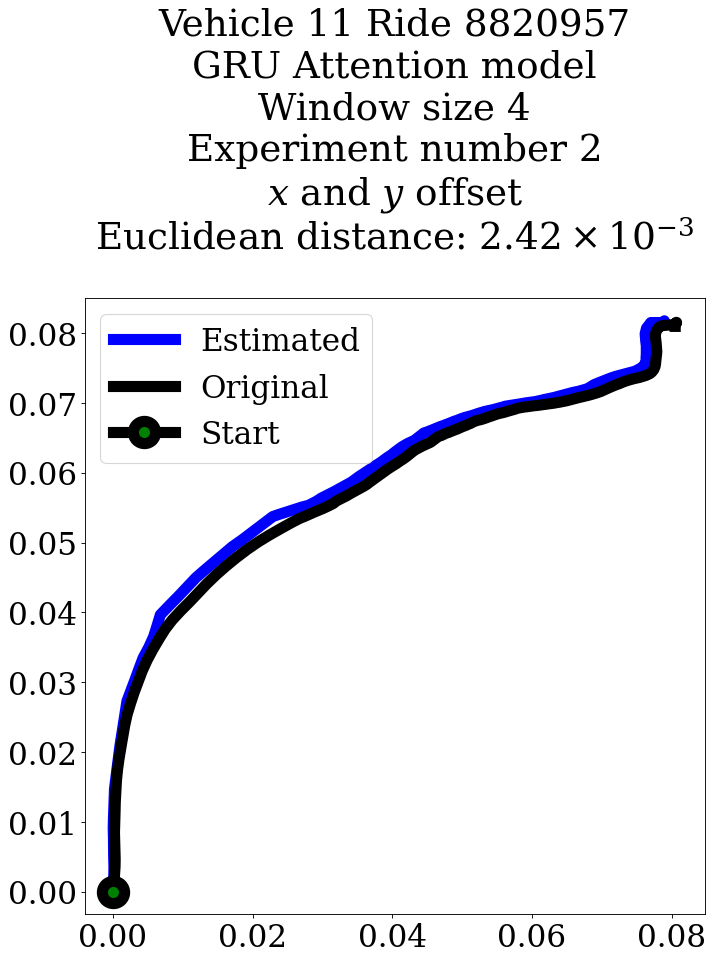 Vehicle 11 Ride 8820957
GRU Attention model
Window size 4
Experiment number 2
x and y offset
Euclidean distance: 2.42 × 10⁻³
Estimated
Original
Start
0.08
0.07
0.06
0.05
0.04
0.03
0.02
0.01
0.00
0.00 0.02 0.04 0.06 0.08